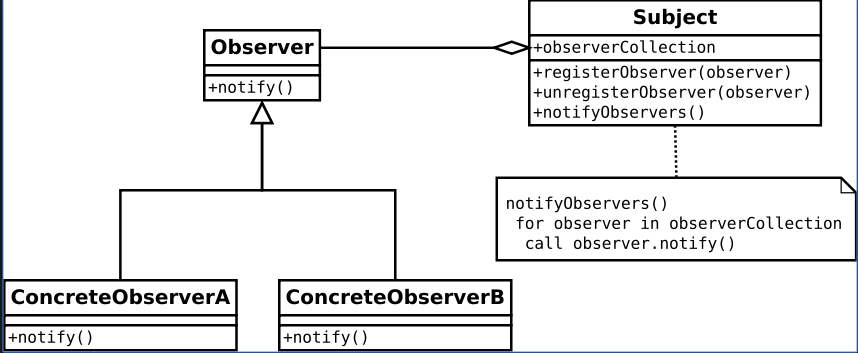 Subject
Observer
+observerCollection
+notify()
+registerObserver(observer)
+unregisterObserver(observer)
+notifyObservers()
notifyObservers()
for observer in observerCollection
call observer.notify()
ConcreteObserverA
+notify()
ConcreteObserverB
+notify()